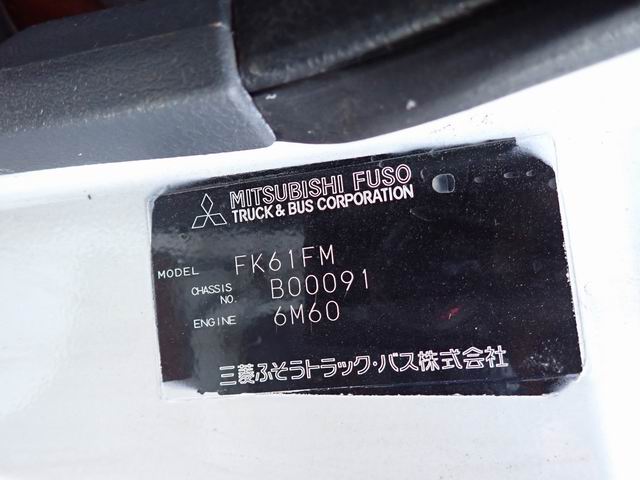 MITSUBISHI FUSO
TRUCK & BUS CORPORATION
MODEL FK61FM
CHASSIS NO. B00091
ENGINE 6M60
三菱ふそうトラック・バス株式会社